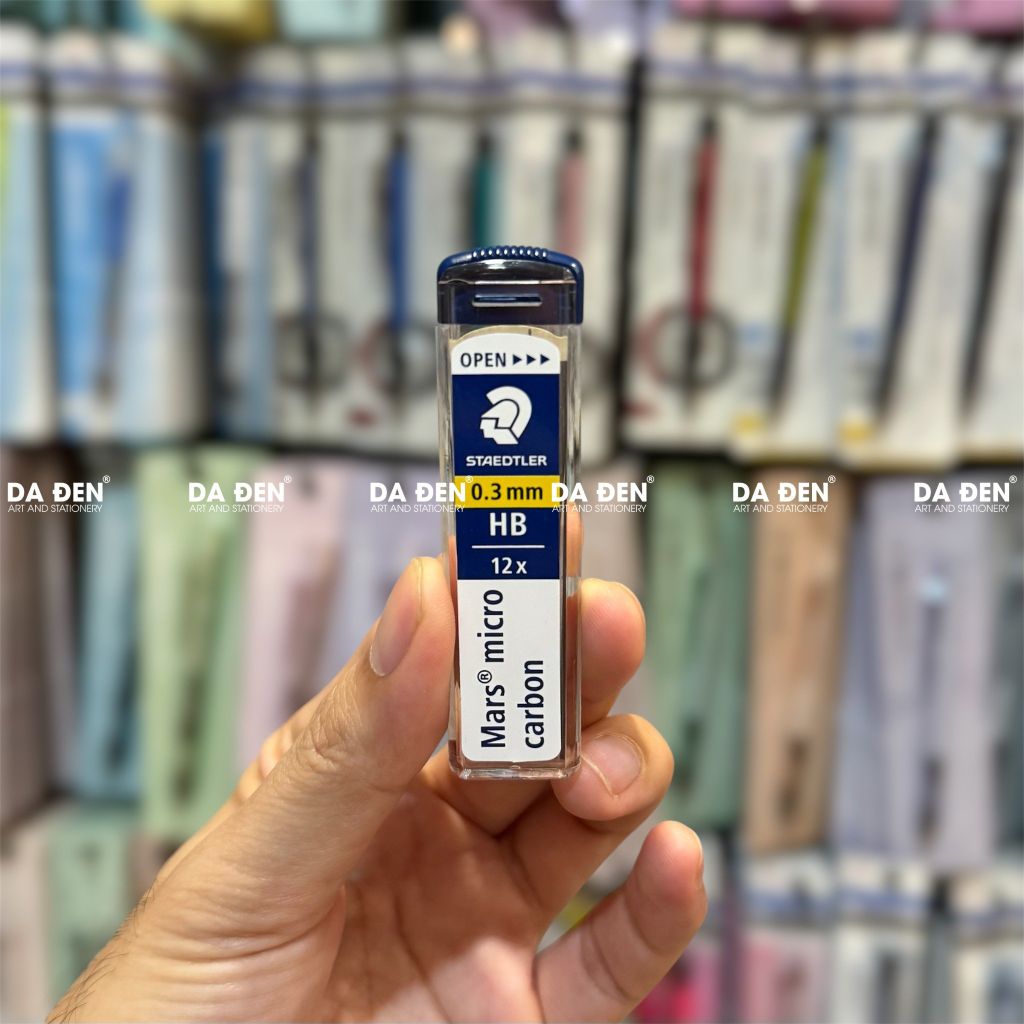 OPEN ▸▸▸
STAEDTLER
0.3 mm
HB
12 x
Mars® micro
carbon
DA ĐEN®
ART AND STATIONERY
DA ĐEN®
ART AND STATIONERY
DA ĐEN®
ART AND STATIONERY
DA ĐEN®
ART AND STATIONERY
DA ĐEN®
ART AND STATIONERY
DA ĐEN®
ART AND STATIONERY